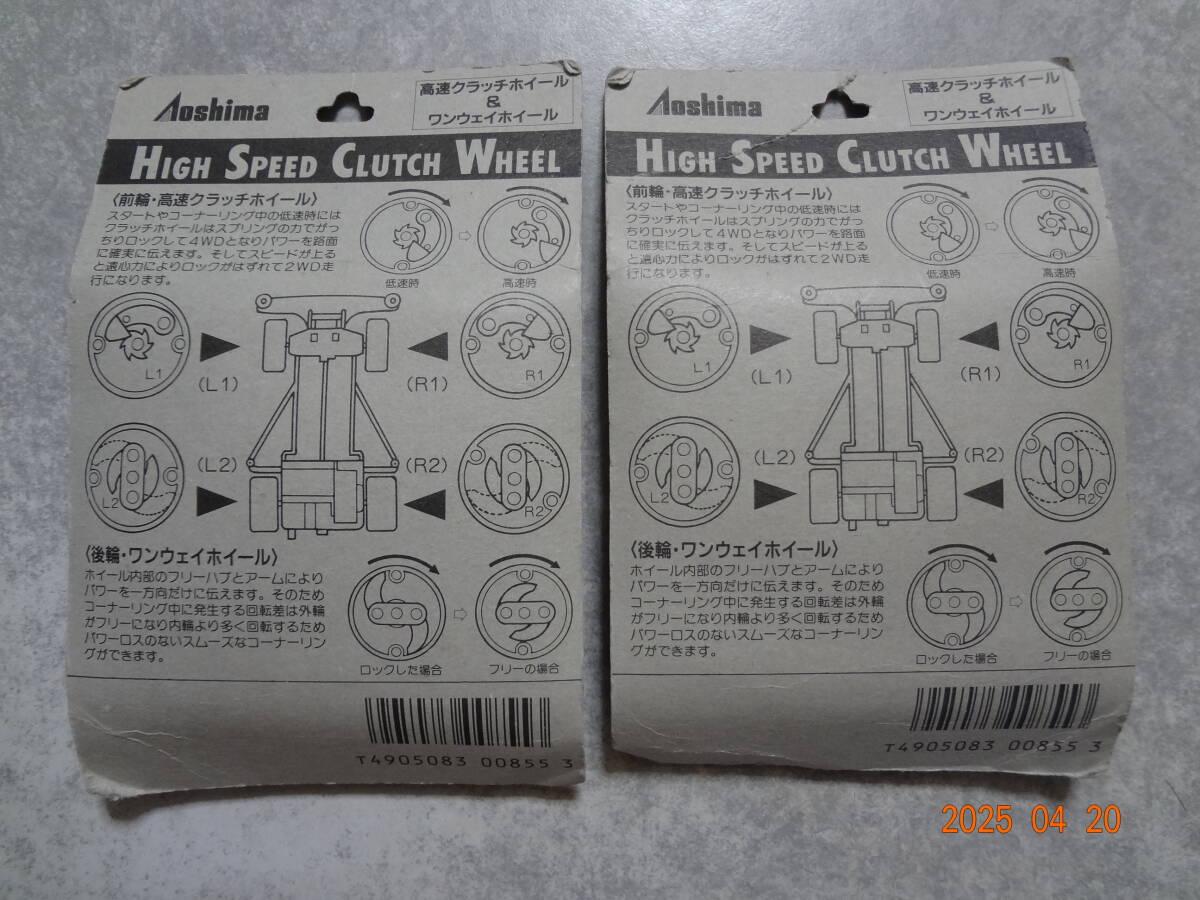 Aoshima
高速クラッチホイール
&
ワンウェイホイール
HIGH SPEED CLUTCH WHEEL
〈前輪・高速クラッチホイール〉
スタートやコーナーリング中の低速時には
クラッチホイールはスプリングの力でがっ
ちりロックして4WDとなりパワーを路面
に確実に伝えます。そしてスピードが上る
と遠心力によりロックがはずれて2WD走
行になります。
低速時
高速時
L1
(L1)
(R1)
R1
L2
(L2)
(R2)
R2
〈後輪・ワンウェイホイール〉
ホイール内部のフリーハブとアームにより
パワーを一方向だけに伝えます。そのため
コーナーリング中に発生する回転差は外輪
がフリーになり内輪より多く回転するため
パワーロスのないスムーズなコーナーリン
グができます。
ロックした場合
フリーの場合
T4905083 00855 3
Aoshima
高速クラッチホイール
&
ワンウェイホイール
HIGH SPEED CLUTCH WHEEL
〈前輪・高速クラッチホイール〉
スタートやコーナーリング中の低速時には
クラッチホイールはスプリングの力でがっ
ちりロックして4WDとなりパワーを路面
に確実に伝えます。そしてスピードが上る
と遠心力によりロックがはずれて2WD走
行になります。
低速時
高速時
L1
(L1)
(R1)
R1
L2
(L2)
(R2)
R2
〈後輪・ワンウェイホイール〉
ホイール内部のフリーハブとアームにより
パワーを一方向だけに伝えます。そのため
コーナーリング中に発生する回転差は外輪
がフリーになり内輪より多く回転するため
パワーロスのないスムーズなコーナーリン
グができます。
ロックした場合
フリーの場合
T4905083 00855 3
2025 04 20